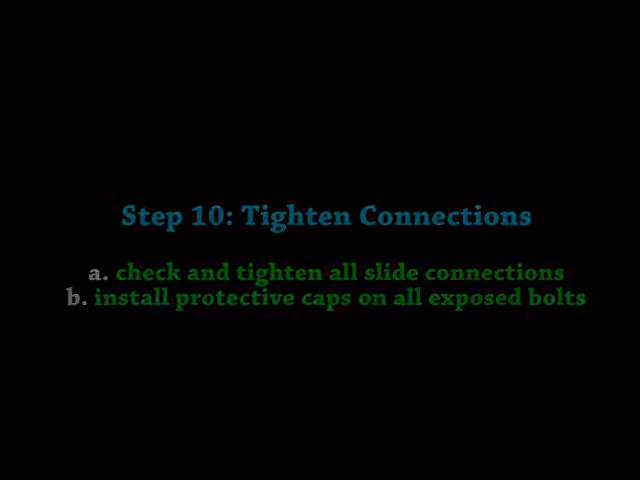 Step 10: Tighten Connections
a. check and tighten all slide connections
b. install protective caps on all exposed bolts